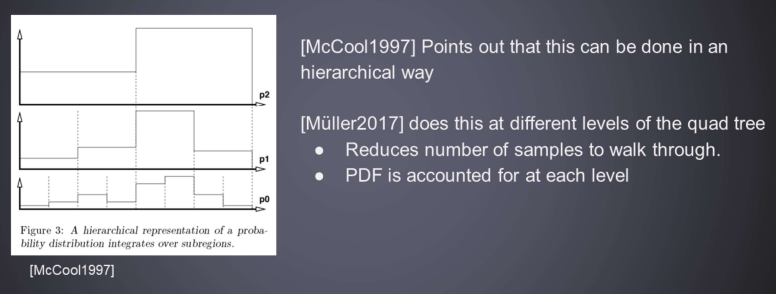 p2
p1
p0
Figure 3: A hierarchical representation of a proba-
bility distribution integrates over subregions.
[McCool1997]
[McCool1997] Points out that this can be done in an
hierarchical way
[Müller2017] does this at different levels of the quad tree
● Reduces number of samples to walk through.
● PDF is accounted for at each level